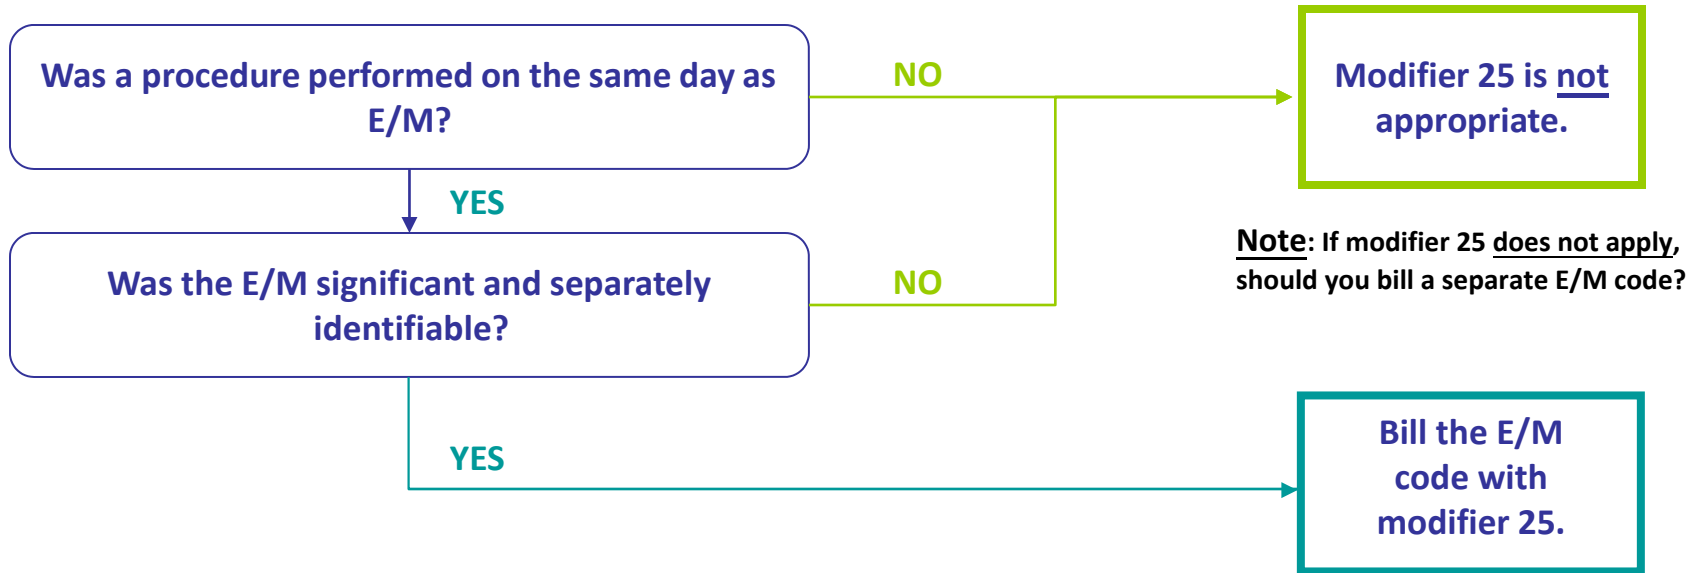 Was a procedure performed on the same day as
E/M?
NO
Modifier 25 is not
appropriate.
YES
Note: If modifier 25 does not apply,
should you bill a separate E/M code?
Was the E/M significant and separately
identifiable?
NO
YES
Bill the E/M
code with
modifier 25.